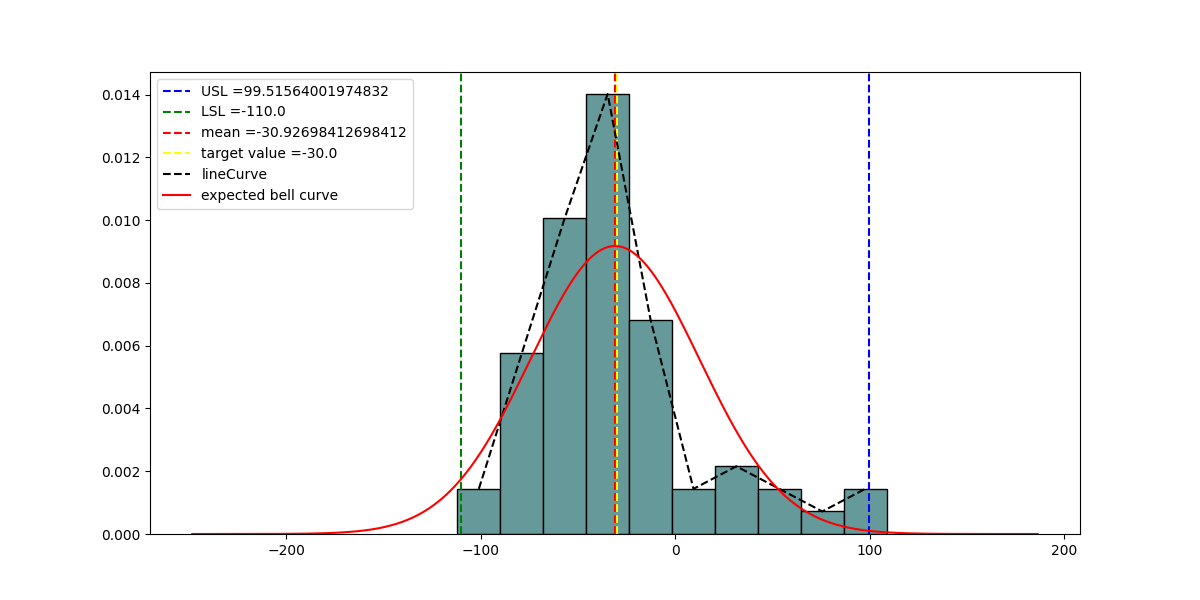 USL =99.51564001974832
LSL =-110.0
mean =-30.92698412698412
target value =-30.0
lineCurve
expected bell curve
0.014
0.012
0.010
0.008
0.006
0.004
0.002
0.000
−200 −100 0 100 200